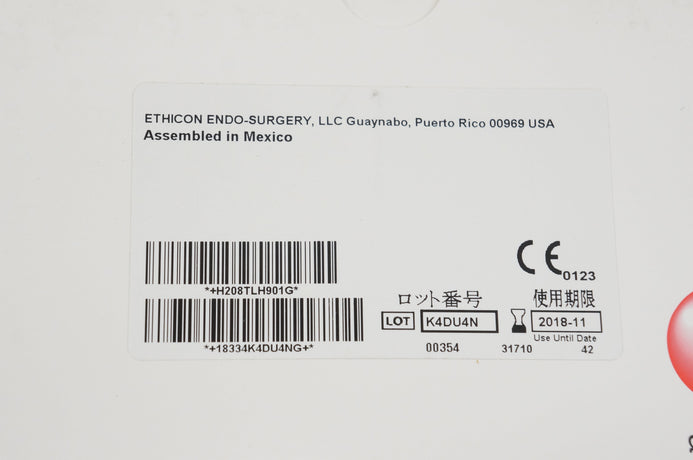 ETHICON ENDO-SURGERY, LLC Guaynabo, Puerto Rico 00969 USA
Assembled in Mexico
CE 0123
*+H208TLH901G*
ロット番号 使用期限
LOT K4DU4N 2018-11
Use Until Date
*+18334K4DU4NG+*
00354 31710 42